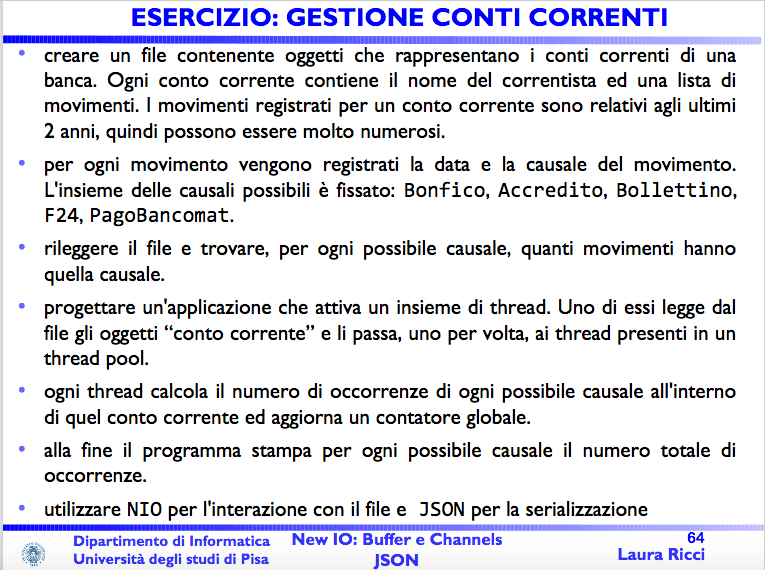 ESERCIZIO: GESTIONE CONTI CORRENTI
• creare un file contenente oggetti che rappresentano i conti correnti di una
banca. Ogni conto corrente contiene il nome del correntista ed una lista di
movimenti. I movimenti registrati per un conto corrente sono relativi agli ultimi
2 anni, quindi possono essere molto numerosi.
• per ogni movimento vengono registrati la data e la causale del movimento.
L'insieme delle causali possibili è fissato: Bonfico, Accredito, Bollettino,
F24, PagoBancomat.
• rileggere il file e trovare, per ogni possibile causale, quanti movimenti hanno
quella causale.
• progettare un'applicazione che attiva un insieme di thread. Uno di essi legge dal
file gli oggetti “conto corrente” e li passa, uno per volta, ai thread presenti in un
thread pool.
• ogni thread calcola il numero di occorrenze di ogni possibile causale all'interno
di quel conto corrente ed aggiorna un contatore globale.
• alla fine il programma stampa per ogni possibile causale il numero totale di
occorrenze.
• utilizzare NIO per l'interazione con il file e JSON per la serializzazione
Dipartimento di Informatica
Università degli studi di Pisa
New IO: Buffer e Channels
JSON
64
Laura Ricci